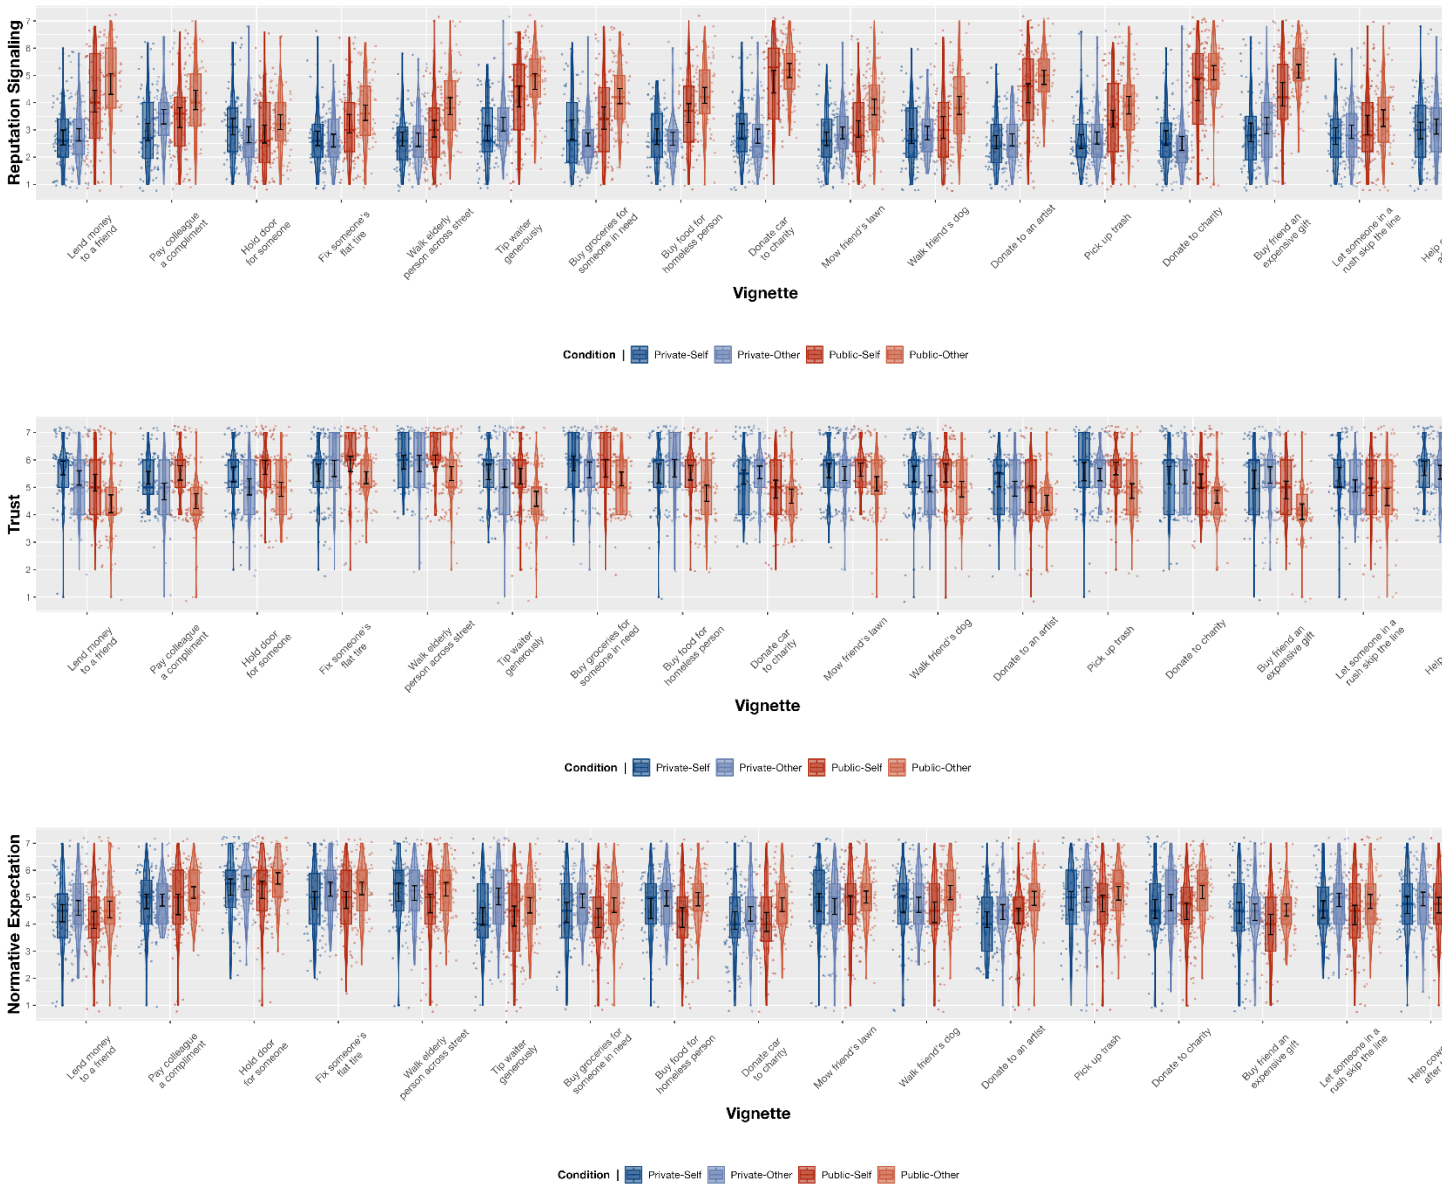 Reputation Signaling
7
6
5
4
3
2
1
Lend money
to a friend
Pay colleague
a compliment
Hold door
for someone
Fix someone's
flat tire
Walk elderly
person across street
Tip waiter
generously
Buy groceries for
someone in need
Buy food for
homeless person
Donate car
to charity
Mow friend's lawn
Walk friend's dog
Donate to an artist
Pick up trash
Donate to charity
Buy friend an
expensive gift
Let someone in a
rush skip the line
Help
Vignette
Condition | Private-Self Private-Other Public-Self Public-Other
Trust
7
6
5
4
3
2
1
Lend money
to a friend
Pay colleague
a compliment
Hold door
for someone
Fix someone's
flat tire
Walk elderly
person across street
Tip waiter
generously
Buy groceries for
someone in need
Buy food for
homeless person
Donate car
to charity
Mow friend's lawn
Walk friend's dog
Donate to an artist
Pick up trash
Donate to charity
Buy friend an
expensive gift
Let someone in a
rush skip the line
Help
Vignette
Condition | Private-Self Private-Other Public-Self Public-Other
Normative Expectation
7
6
5
4
3
2
1
Lend money
to a friend
Pay colleague
a compliment
Hold door
for someone
Fix someone's
flat tire
Walk elderly
person across street
Tip waiter
generously
Buy groceries for
someone in need
Buy food for
homeless person
Donate car
to charity
Mow friend's lawn
Walk friend's dog
Donate to an artist
Pick up trash
Donate to charity
Buy friend an
expensive gift
Let someone in a
rush skip the line
Help cow
after
Vignette
Condition | Private-Self Private-Other Public-Self Public-Other